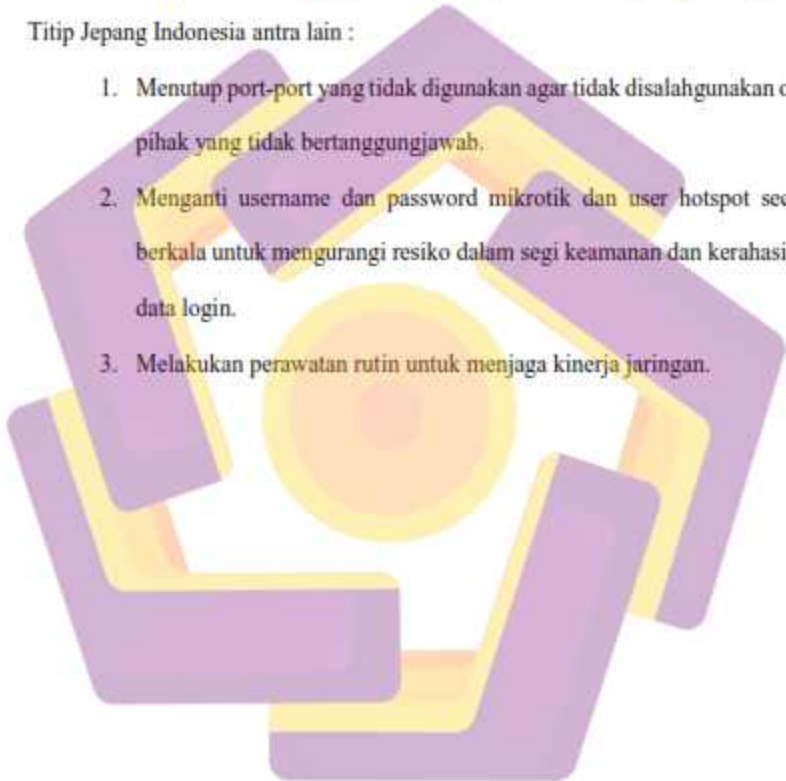 Titip Jepang Indonesia antra lain :
1. Menutup port-port yang tidak digunakan agar tidak disalahgunakan
pihak yang tidak bertanggungjawab.
2. Menganti username dan password mikrotik dan user hotspot
berkala untuk mengurangi resiko dalam segi keamanan dan
data login.
3. Melakukan perawatan rutin untuk menjaga kinerja jaringan.